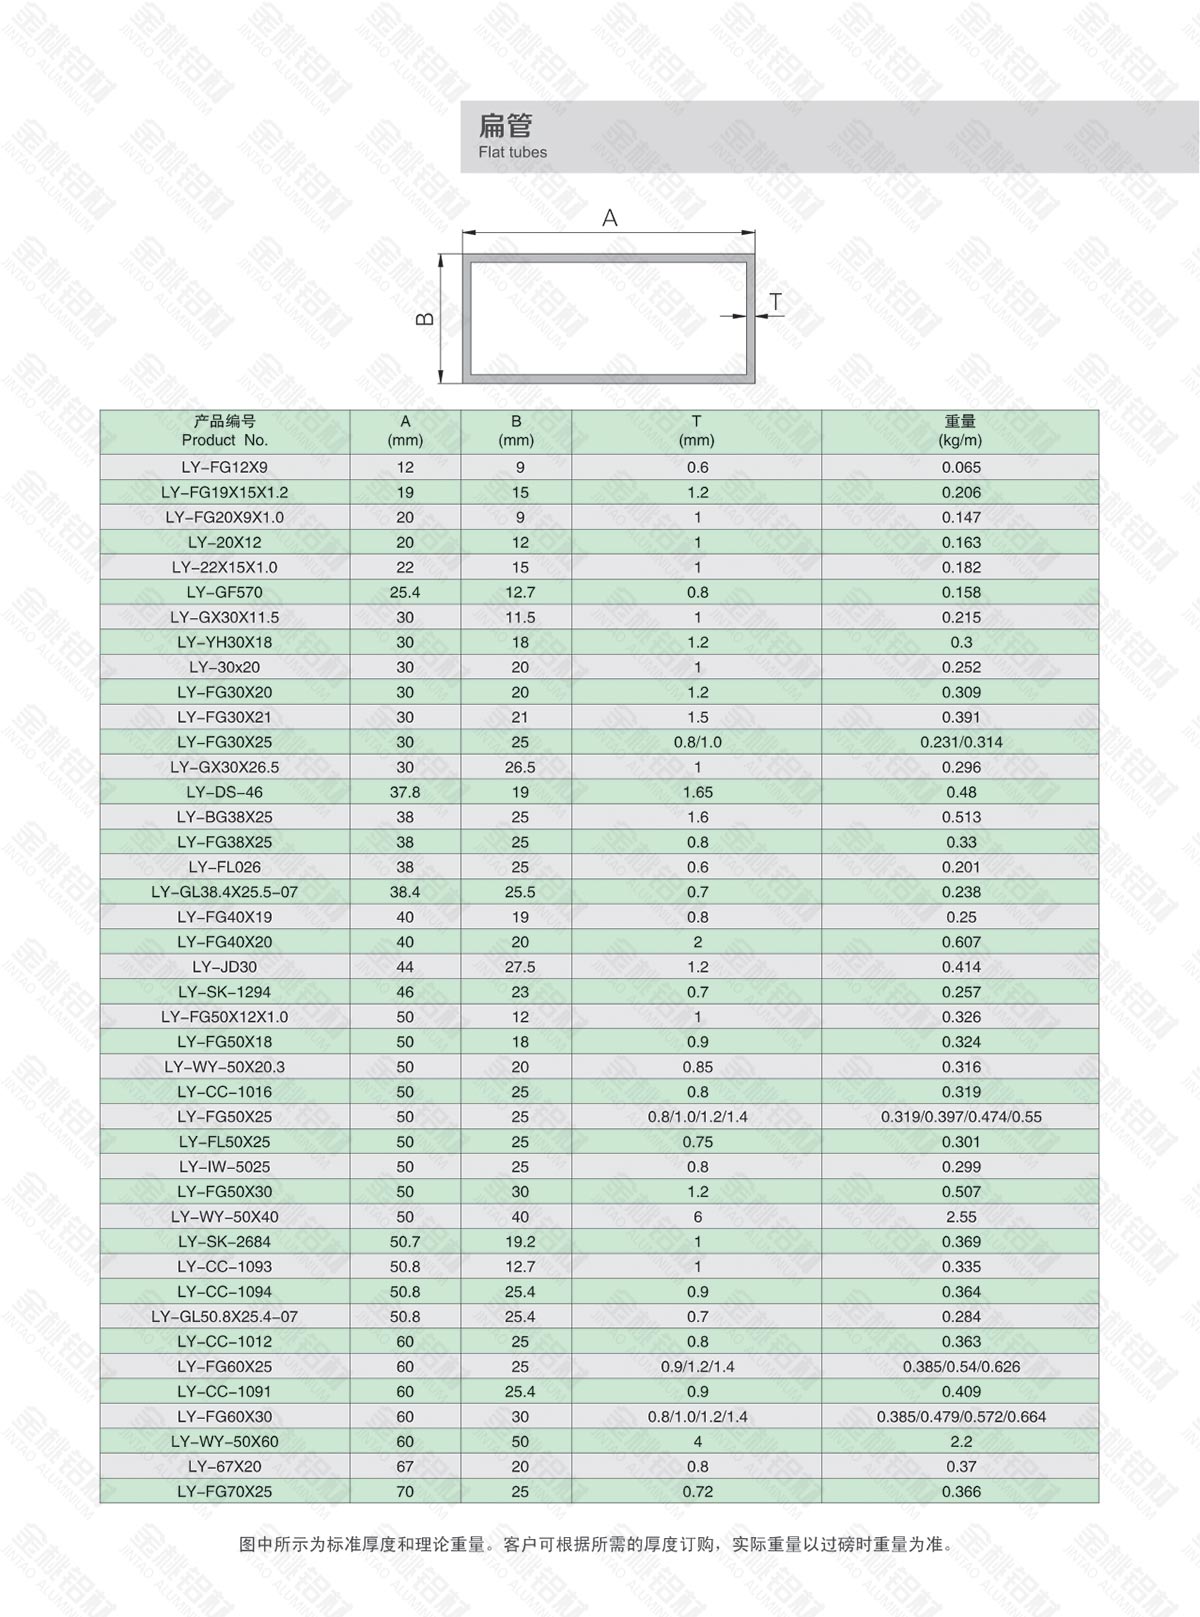 扁管
Flat tubes
A
B
T
产品编号 A B T 重量
Product No. (mm) (mm) (mm) (kg/m)
LY-FG12X9 12 9 0.6 0.065
LY-FG19X15X1.2 19 15 1.2 0.206
LY-FG20X9X1.0 20 9 1 0.147
LY-20X12 20 12 1 0.163
LY-22X15X1.0 22 15 1 0.182
LY-GF570 25.4 12.7 0.8 0.158
LY-GX30X11.5 30 11.5 1 0.215
LY-YH30X18 30 18 1.2 0.3
LY-30x20 30 20 1 0.252
LY-FG30X20 30 20 1.2 0.309
LY-FG30X21 30 21 1.5 0.391
LY-FG30X25 30 25 0.8/1.0 0.231/0.314
LY-GX30X26.5 30 26.5 1 0.296
LY-DS-46 37.8 19 1.65 0.48
LY-BG38X25 38 25 1.6 0.513
LY-FG38X25 38 25 0.8 0.33
LY-FL026 38 25 0.6 0.201
LY-GL38.4X25.5-07 38.4 25.5 0.7 0.238
LY-FG40X19 40 19 0.8 0.25
LY-FG40X20 40 20 2 0.607
LY-JD30 44 27.5 1.2 0.414
LY-SK-1294 46 23 0.7 0.257
LY-FG50X12X1.0 50 12 1 0.326
LY-FG50X18 50 18 0.9 0.324
LY-WY-50X20.3 50 20 0.85 0.316
LY-CC-1016 50 25 0.8 0.319
LY-FG50X25 50 25 0.8/1.0/1.2/1.4 0.319/0.397/0.474/0.55
LY-FL50X25 50 25 0.75 0.301
LY-IW-5025 50 25 0.8 0.299
LY-FG50X30 50 30 1.2 0.507
LY-WY-50X40 50 40 6 2.55
LY-SK-2684 50.7 19.2 1 0.369
LY-CC-1093 50.8 12.7 1 0.335
LY-CC-1094 50.8 25.4 0.9 0.364
LY-GL50.8X25.4-07 50.8 25.4 0.7 0.284
LY-CC-1012 60 25 0.8 0.363
LY-FG60X25 60 25 0.9/1.2/1.4 0.385/0.54/0.626
LY-CC-1091 60 25.4 0.9 0.409
LY-FG60X30 60 30 0.8/1.0/1.2/1.4 0.385/0.479/0.572/0.664
LY-WY-50X60 60 50 4 2.2
LY-67X20 67 20 0.8 0.37
LY-FG70X25 70 25 0.72 0.366
图中所示为标准厚度和理论重量。客户可根据所需的厚度订购，实际重量以过磅时重量为准。
金桃铝材
JINTAO ALUMINIUM